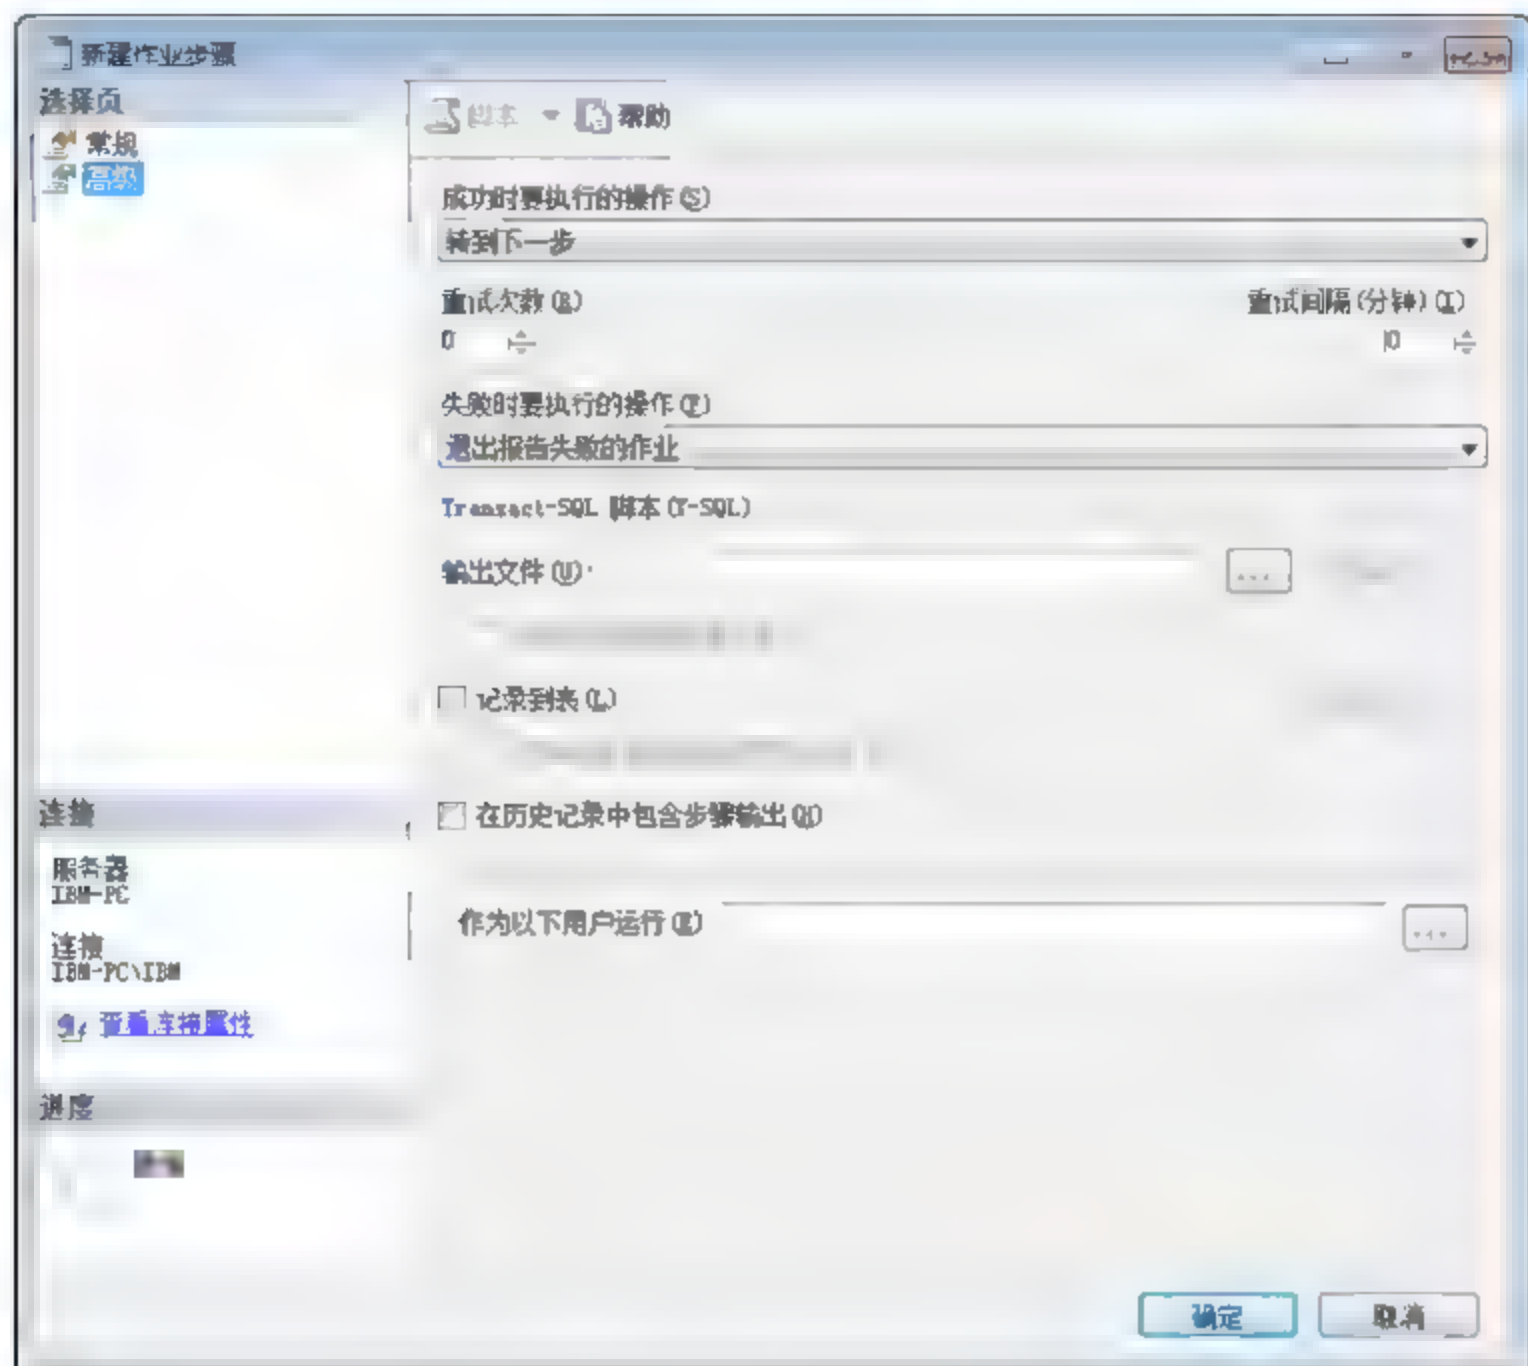 新建作业步骤
选择页
常规
高级
脚本 帮助
成功时要执行的操作(S)
转到下一步
重试次数(R) 重试间隔(分钟)(I)
0 0
失败时要执行的操作(F)
退出报告失败的作业
Transact-SQL 脚本(T-SQL)
输出文件(U):
...
记录到表(L)
在历史记录中包含步骤输出(H)
作为以下用户运行(E)
...
连接
服务器
IBM-PC
连接
IBM-PC\IBM
查看连接属性
进度
确定 取消